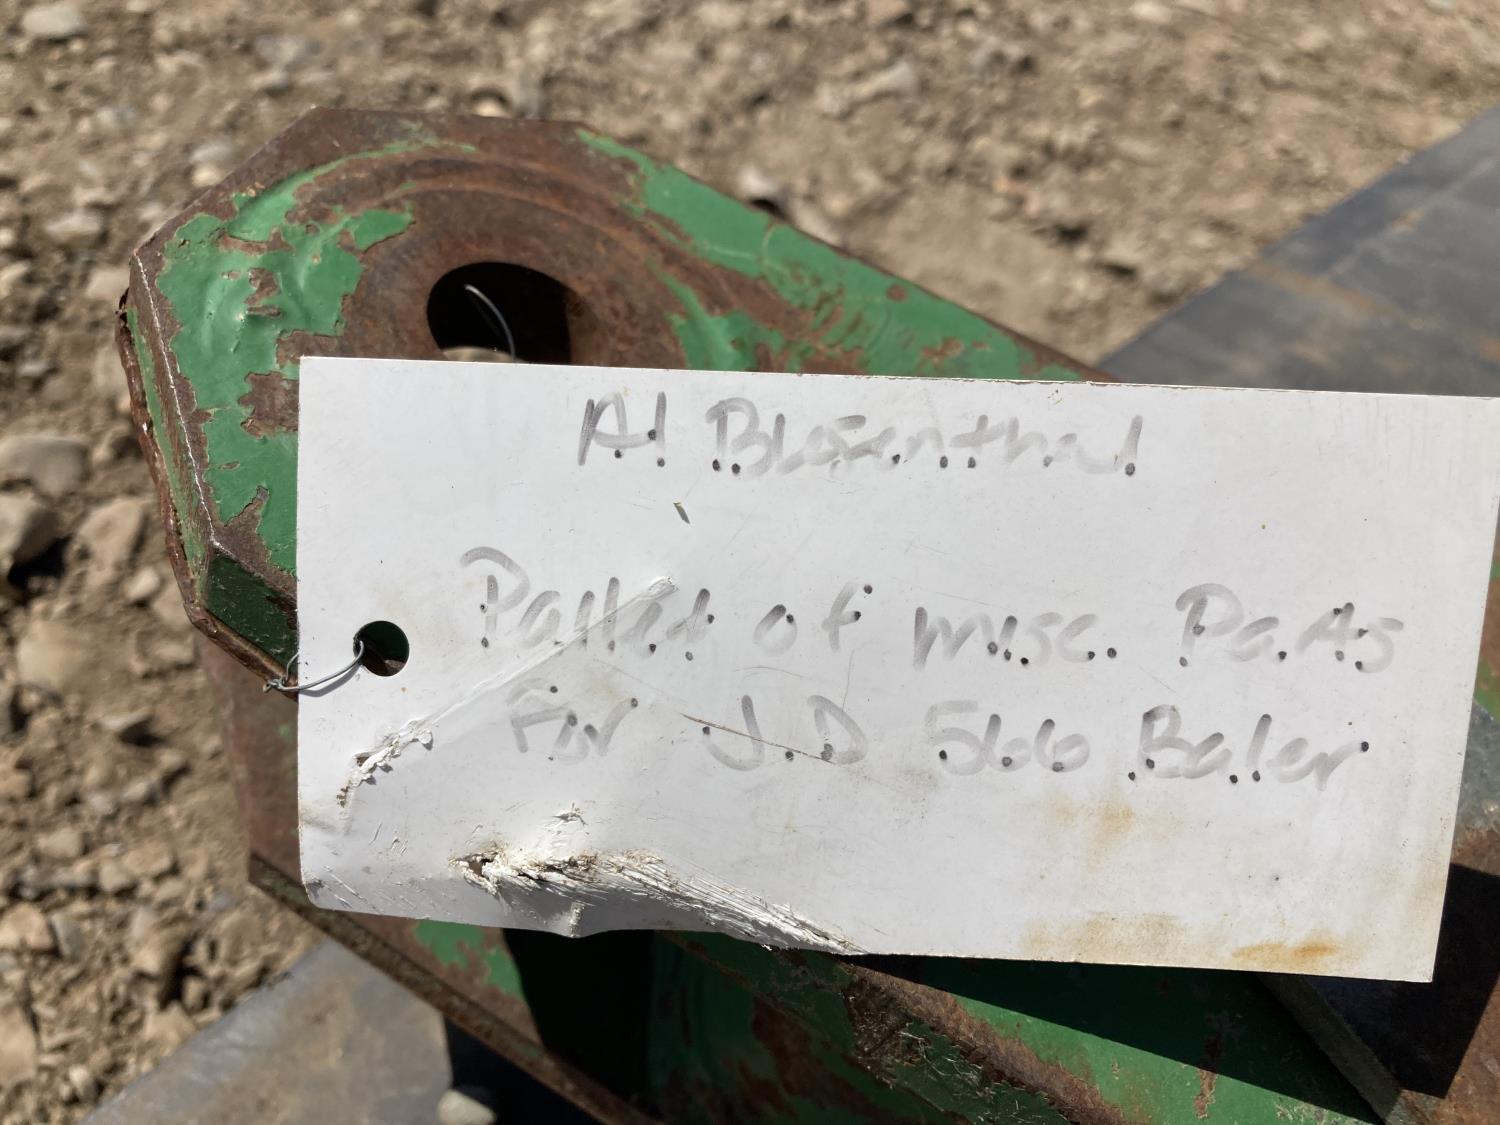 Al Blosenthal
Pallet of misc. Parts
For J.D 566 Baler